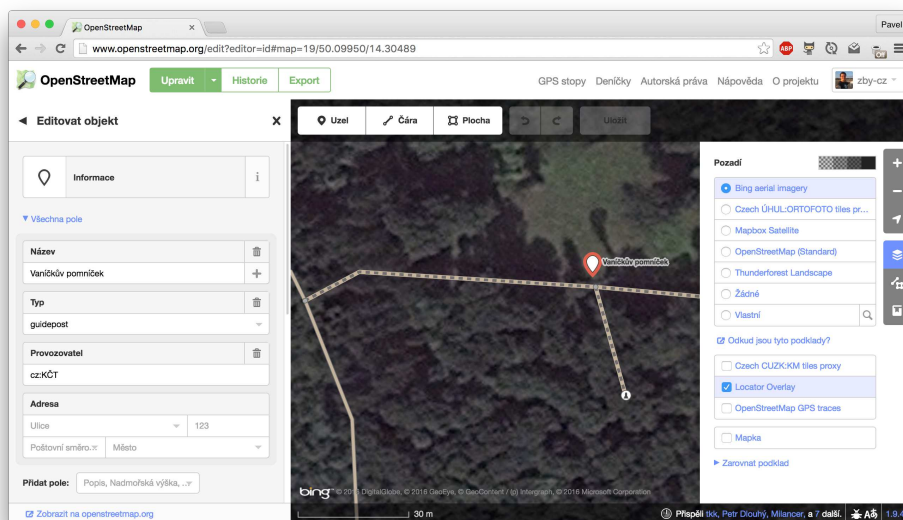 OpenStreetMap
Pavel
www.openstreetmap.org/edit?editor=id#map=19/50.09950/14.30489
ABP
OpenStreetMap
Upravit
Historie
Export
GPS stopy
Deníčky
Autorská práva
Nápověda
O projektu
zby-cz
Editovat objekt
Uzel
Čára
Plocha
Uložit
Informace
i
Všechna pole
Název
Vaníčkův pomníček
Typ
guidepost
Provozovatel
cz:KČT
Adresa
Ulice
123
Poštovní směro...
Město
Přidat pole:
Popis, Nadmořská výška, ...
Zobrazit na openstreetmap.org
Vaníčkův pomníček
bing
© 2016 DigitalGlobe, © 2016 GeoEye, © GeoContent / (p) Intergraph, © 2016 Microsoft Corporation
30 m
Pozadí
Bing aerial imagery
Czech ÚHUL:ORTOFOTO tiles pr...
Mapbox Satellite
OpenStreetMap (Standard)
Thunderforest Landscape
Žádné
Vlastní
Odkud jsou tyto podklady?
Czech CUZK:KM tiles proxy
Locator Overlay
OpenStreetMap GPS traces
Mapka
Zarovnat podklad
Přispěli tkk, Petr Dlouhý, Milancer, a 7 další.
1.9.4